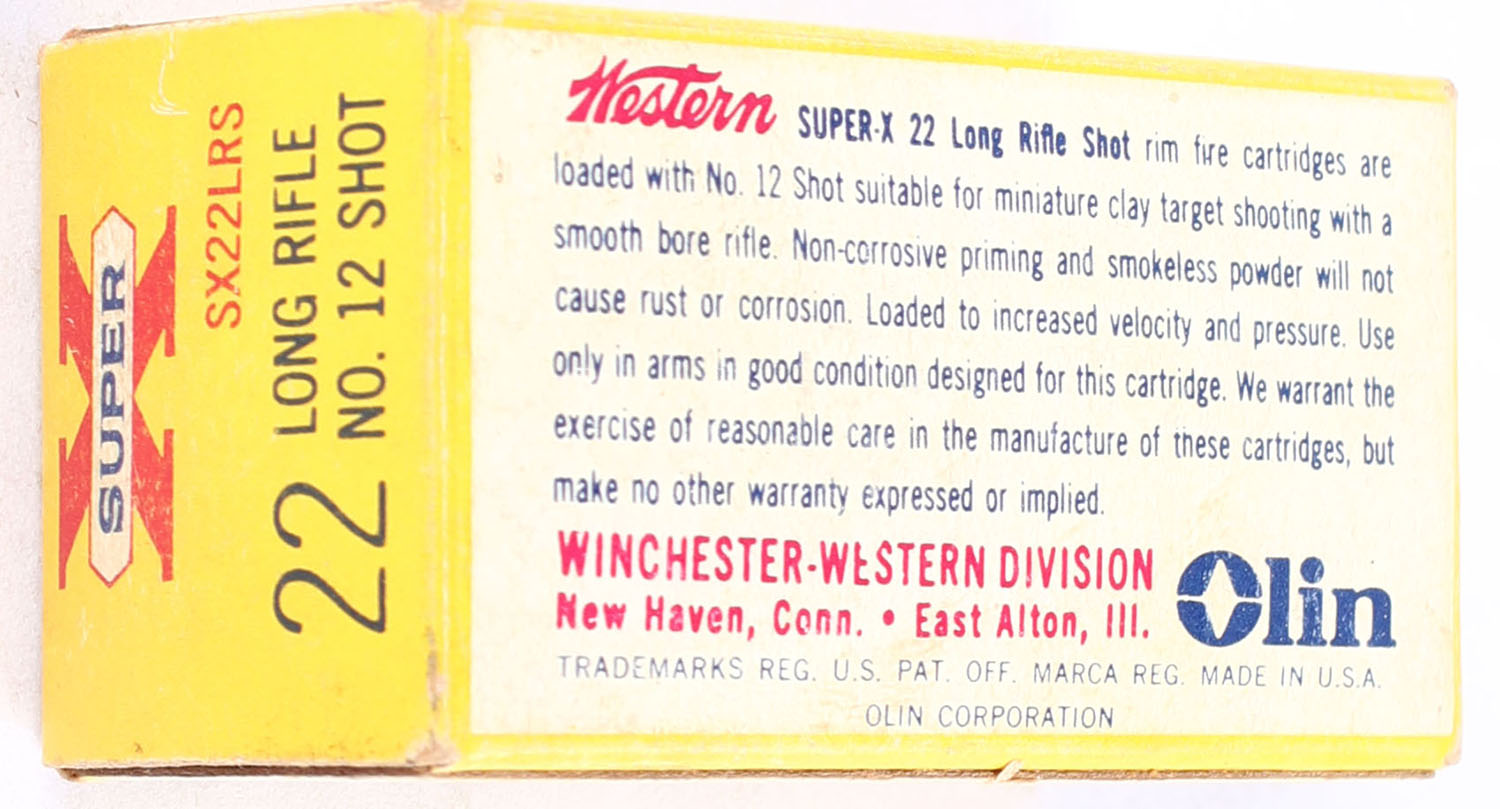 SUPER X
SX22LRS
22 LONG RIFLE
NO. 12 SHOT
Western SUPER-X 22 Long Rifle Shot rim fire cartridges are
loaded with No. 12 Shot suitable for miniature clay target shooting with a
smooth bore rifle. Non-corrosive priming and smokeless powder will not
cause rust or corrosion. Loaded to increased velocity and pressure. Use
only in arms in good condition designed for this cartridge. We warrant the
exercise of reasonable care in the manufacture of these cartridges, but
make no other warranty expressed or implied.
WINCHESTER-WESTERN DIVISION
New Haven, Conn. • East Alton, Ill.
Olin
TRADEMARKS REG. U.S. PAT. OFF. MARCA REG. MADE IN U.S.A.
OLIN CORPORATION